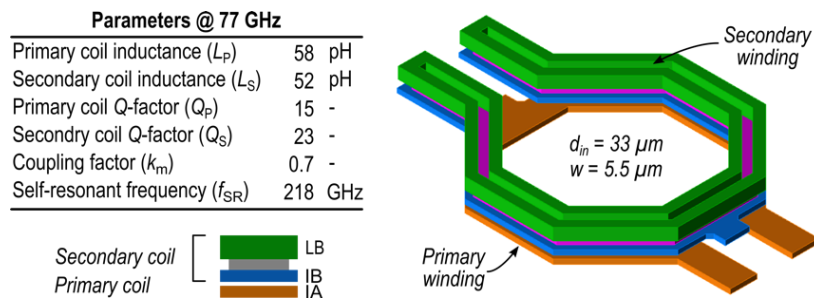 Parameters @ 77 GHz
Primary coil inductance (LP) 58 pH
Secondary coil inductance (LS) 52 pH
Primary coil Q-factor (QP) 15 -
Secondry coil Q-factor (QS) 23 -
Coupling factor (km) 0.7 -
Self-resonant frequency (fSR) 218 GHz
Secondary coil
Primary coil
LB
IB
IA
Secondary
winding
din = 33 µm
w = 5.5 µm
Primary
winding